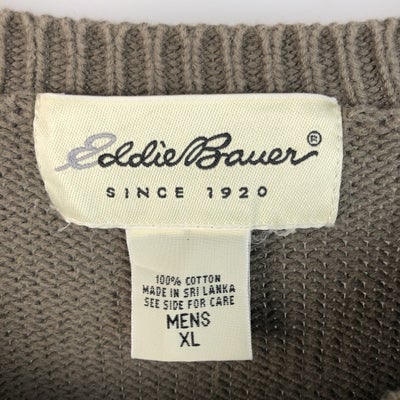 Eddie Bauer®
SINCE 1920
100% COTTON
MADE IN SRI LANKA
SEE SIDE FOR CARE
MENS
XL